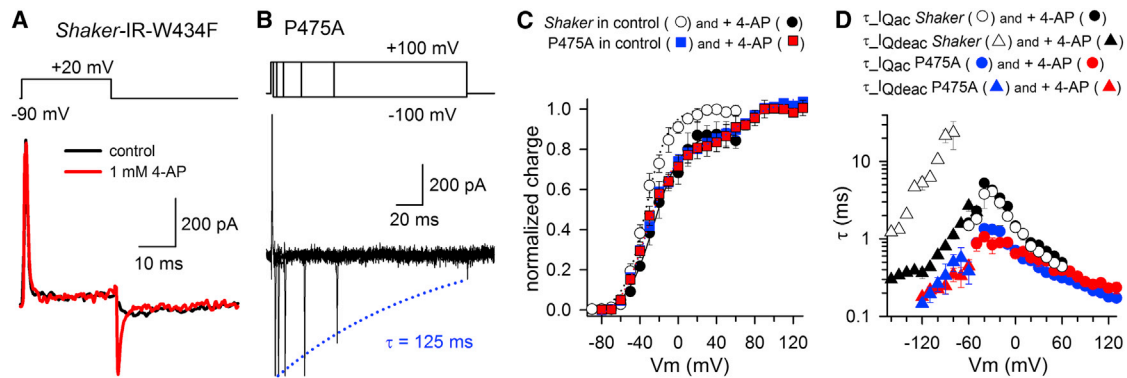 A
Shaker-IR-W434F
+20 mV
-90 mV
control
1 mM 4-AP
200 pA
10 ms
B
P475A
+100 mV
-100 mV
200 pA
20 ms
τ = 125 ms
C
Shaker in control (○) and + 4-AP (●)
P475A in control (■) and + 4-AP (■)
normalized charge
1.0
0.8
0.6
0.4
0.2
0.0
-80 -40 0 40 80 120
Vm (mV)
D
τ_IQac Shaker (○) and + 4-AP (●)
τ_IQdeac Shaker (△) and + 4-AP (▲)
τ_IQac P475A (●) and + 4-AP (●)
τ_IQdeac P475A (▲) and + 4-AP (▲)
τ (ms)
10
1
0.1
-120 -60 0 60 120
Vm (mV)